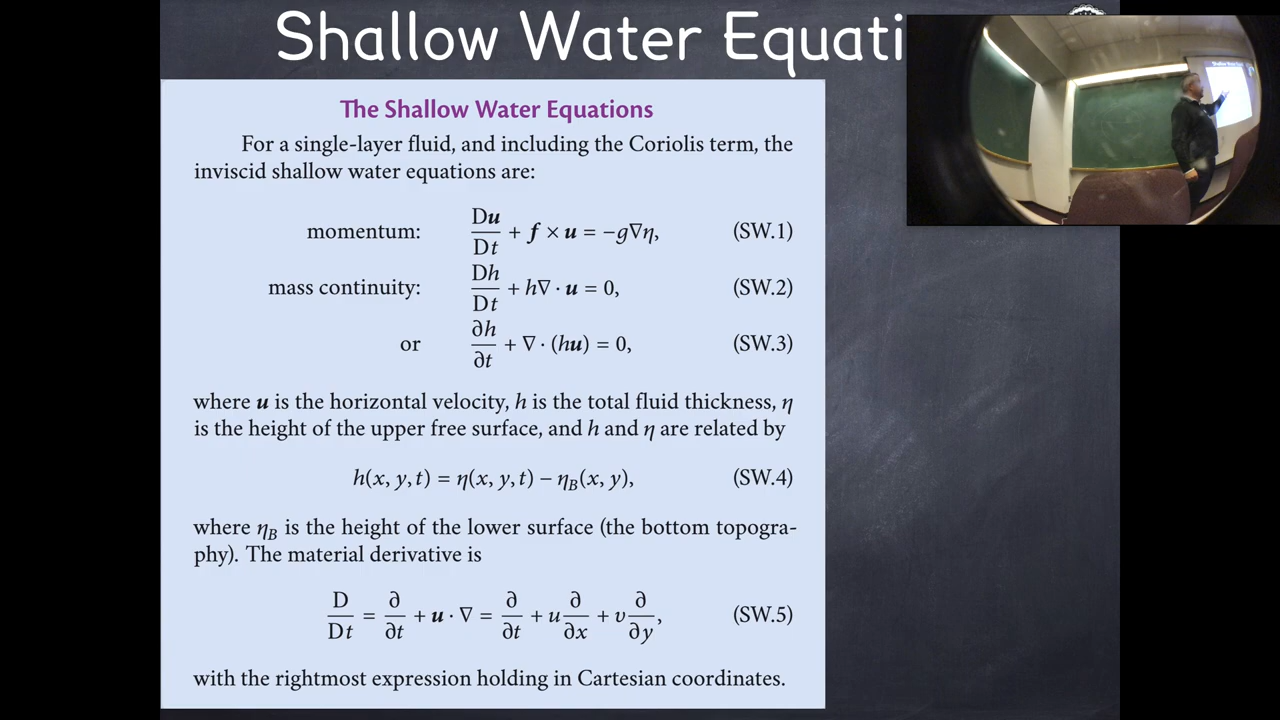 Shallow Water Equati
The Shallow Water Equations
For a single-layer fluid, and including the Coriolis term, the
inviscid shallow water equations are:
momentum: D𝒖/Dt + 𝒇 × 𝒖 = −g∇η, (SW.1)
mass continuity: Dh/Dt + h∇ · 𝒖 = 0, (SW.2)
or ∂h/∂t + ∇ · (h𝒖) = 0, (SW.3)
where 𝒖 is the horizontal velocity, h is the total fluid thickness, η
is the height of the upper free surface, and h and η are related by
h(x, y, t) = η(x, y, t) − η_B(x, y), (SW.4)
where η_B is the height of the lower surface (the bottom topogra-
phy). The material derivative is
D/Dt = ∂/∂t + 𝒖 · ∇ = ∂/∂t + u ∂/∂x + v ∂/∂y, (SW.5)
with the rightmost expression holding in Cartesian coordinates.